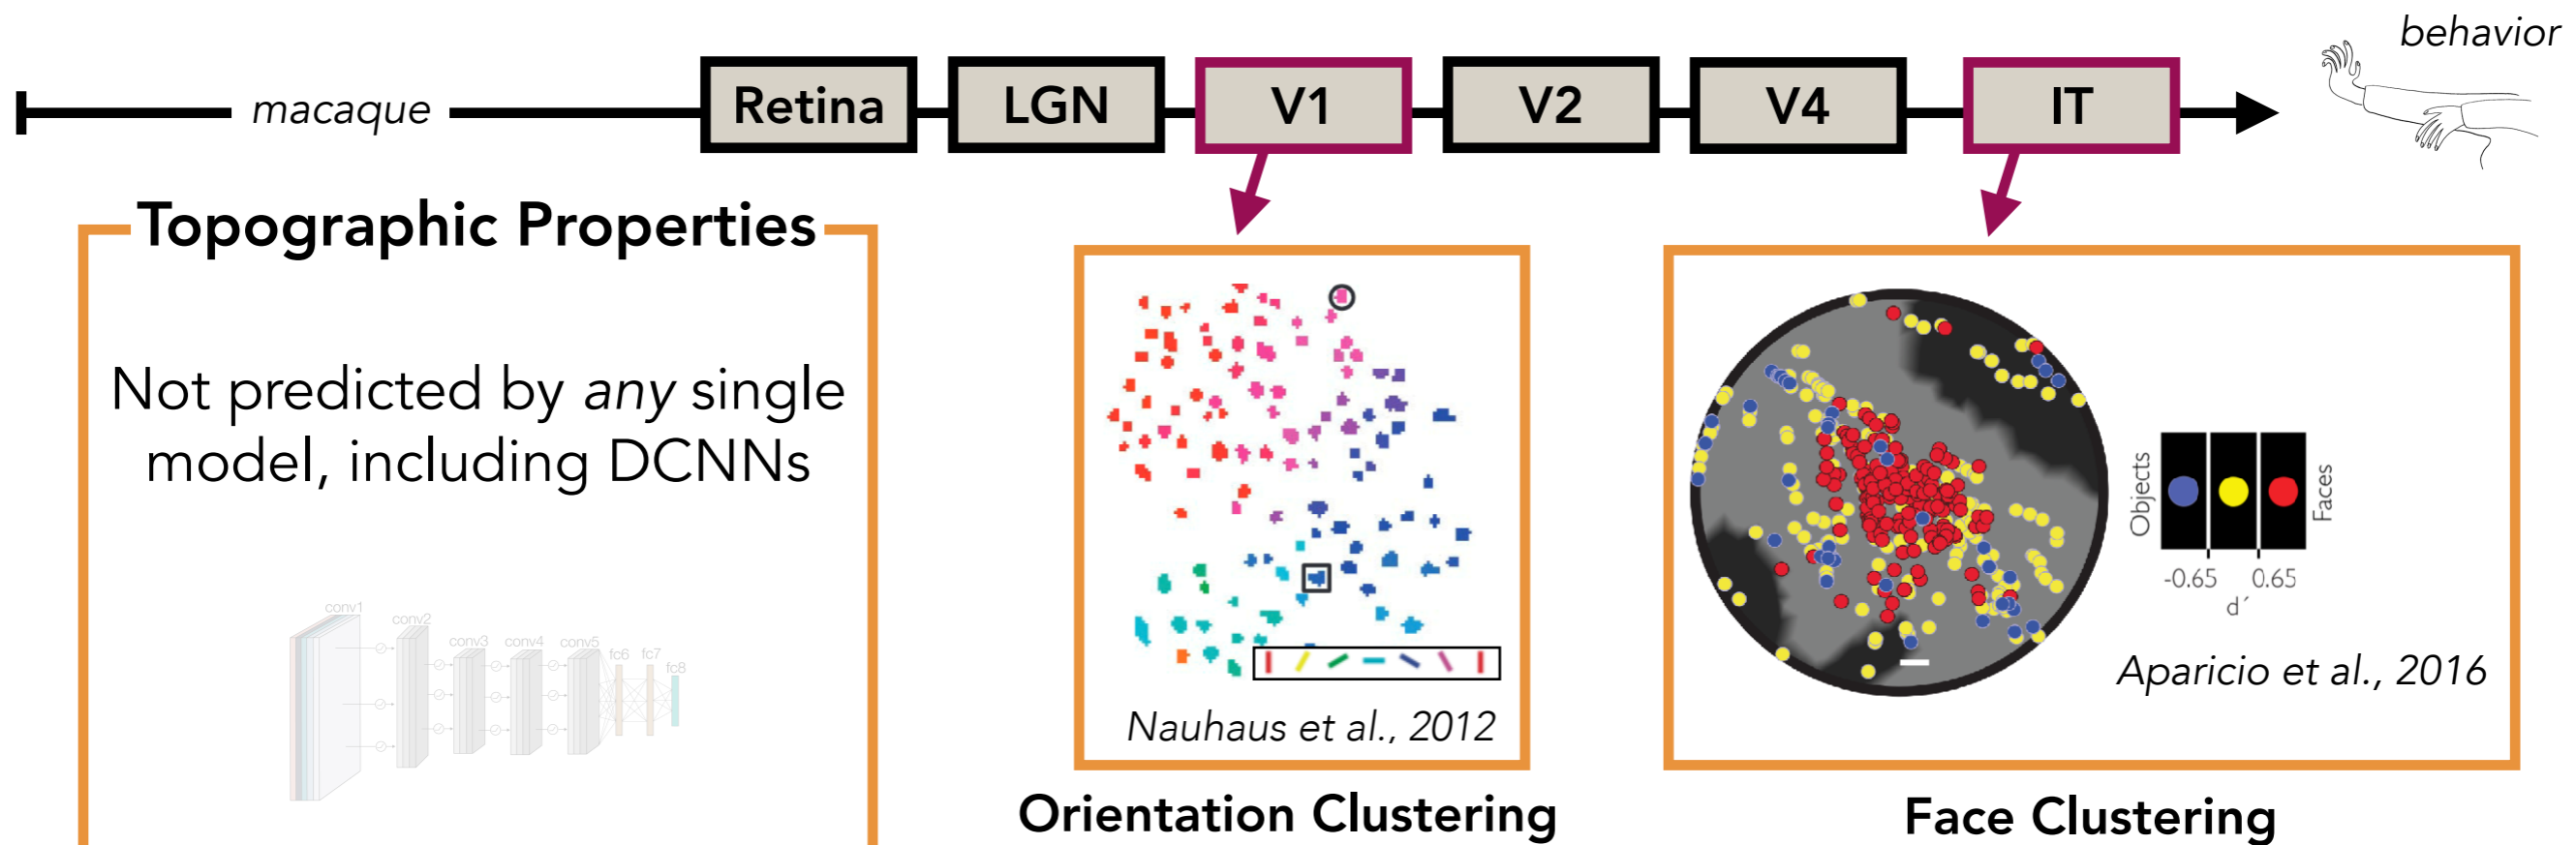 behavior
macaque
Retina
LGN
V1
V2
V4
IT
Topographic Properties
Not predicted by any single
model, including DCNNs
conv1
conv2
conv3
conv4
conv5
fc6
fc7
fc8
Nauhaus et al., 2012
Orientation Clustering
Objects
Faces
-0.65
0.65
d´
Aparicio et al., 2016
Face Clustering